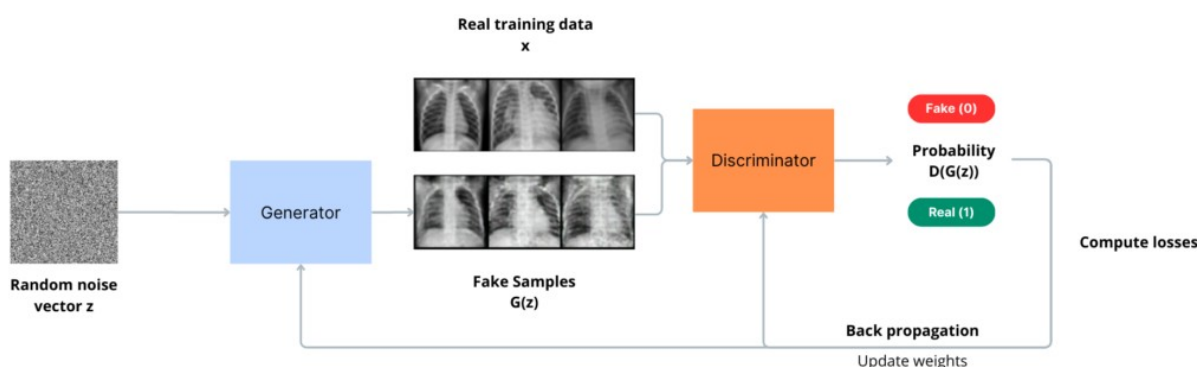 Real training data
x
Fake (0)
Generator
Discriminator
Probability
D(G(z))
Real (1)
Compute losses
Random noise
vector z
Fake Samples
G(z)
Back propagation
Update weights